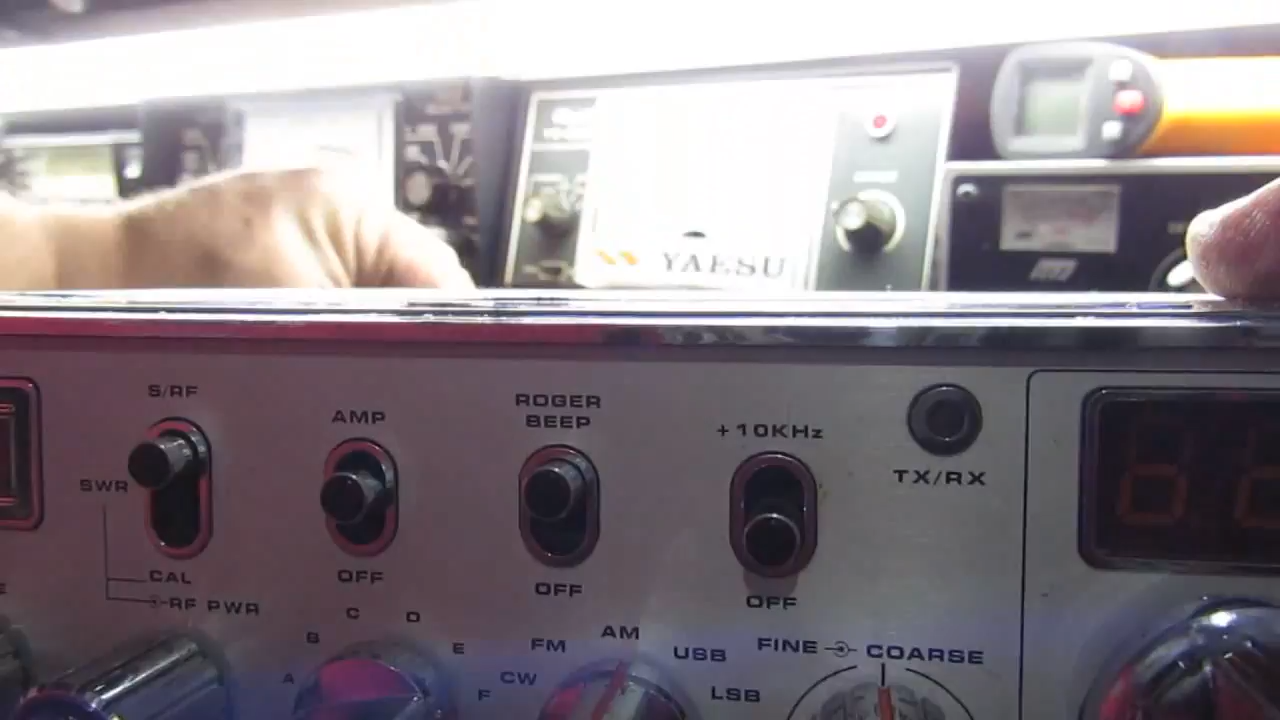 YAESU
S/RF
AMP
ROGER
BEEP
+10KHz
TX/RX
SWR
CAL
RF PWR
OFF
OFF
OFF
A
B
C
D
E
F
CW
FM
AM
USB
LSB
FINE
COARSE